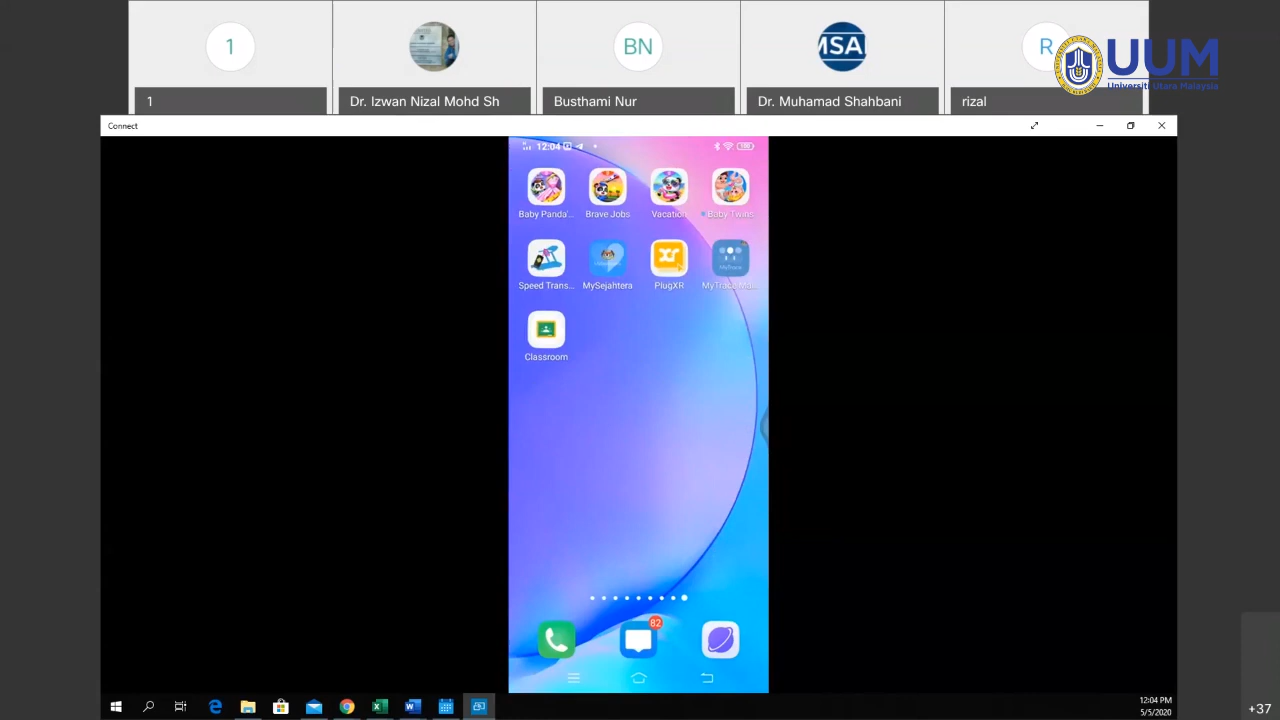 1
BN
MSA
R
UUM
Universiti Utara Malaysia
1
Dr. Izwan Nizal Mohd Sh
Busthami Nur
Dr. Muhamad Shahbani
rizal
Connect
12:04
Baby Panda'...
Brave Jobs
Vacation
Baby Twins
Speed Trans...
MySejahtera
PlugXR
MyTrace Mal...
MyTrace
Classroom
82
12:04 PM
5/5/2020
+37